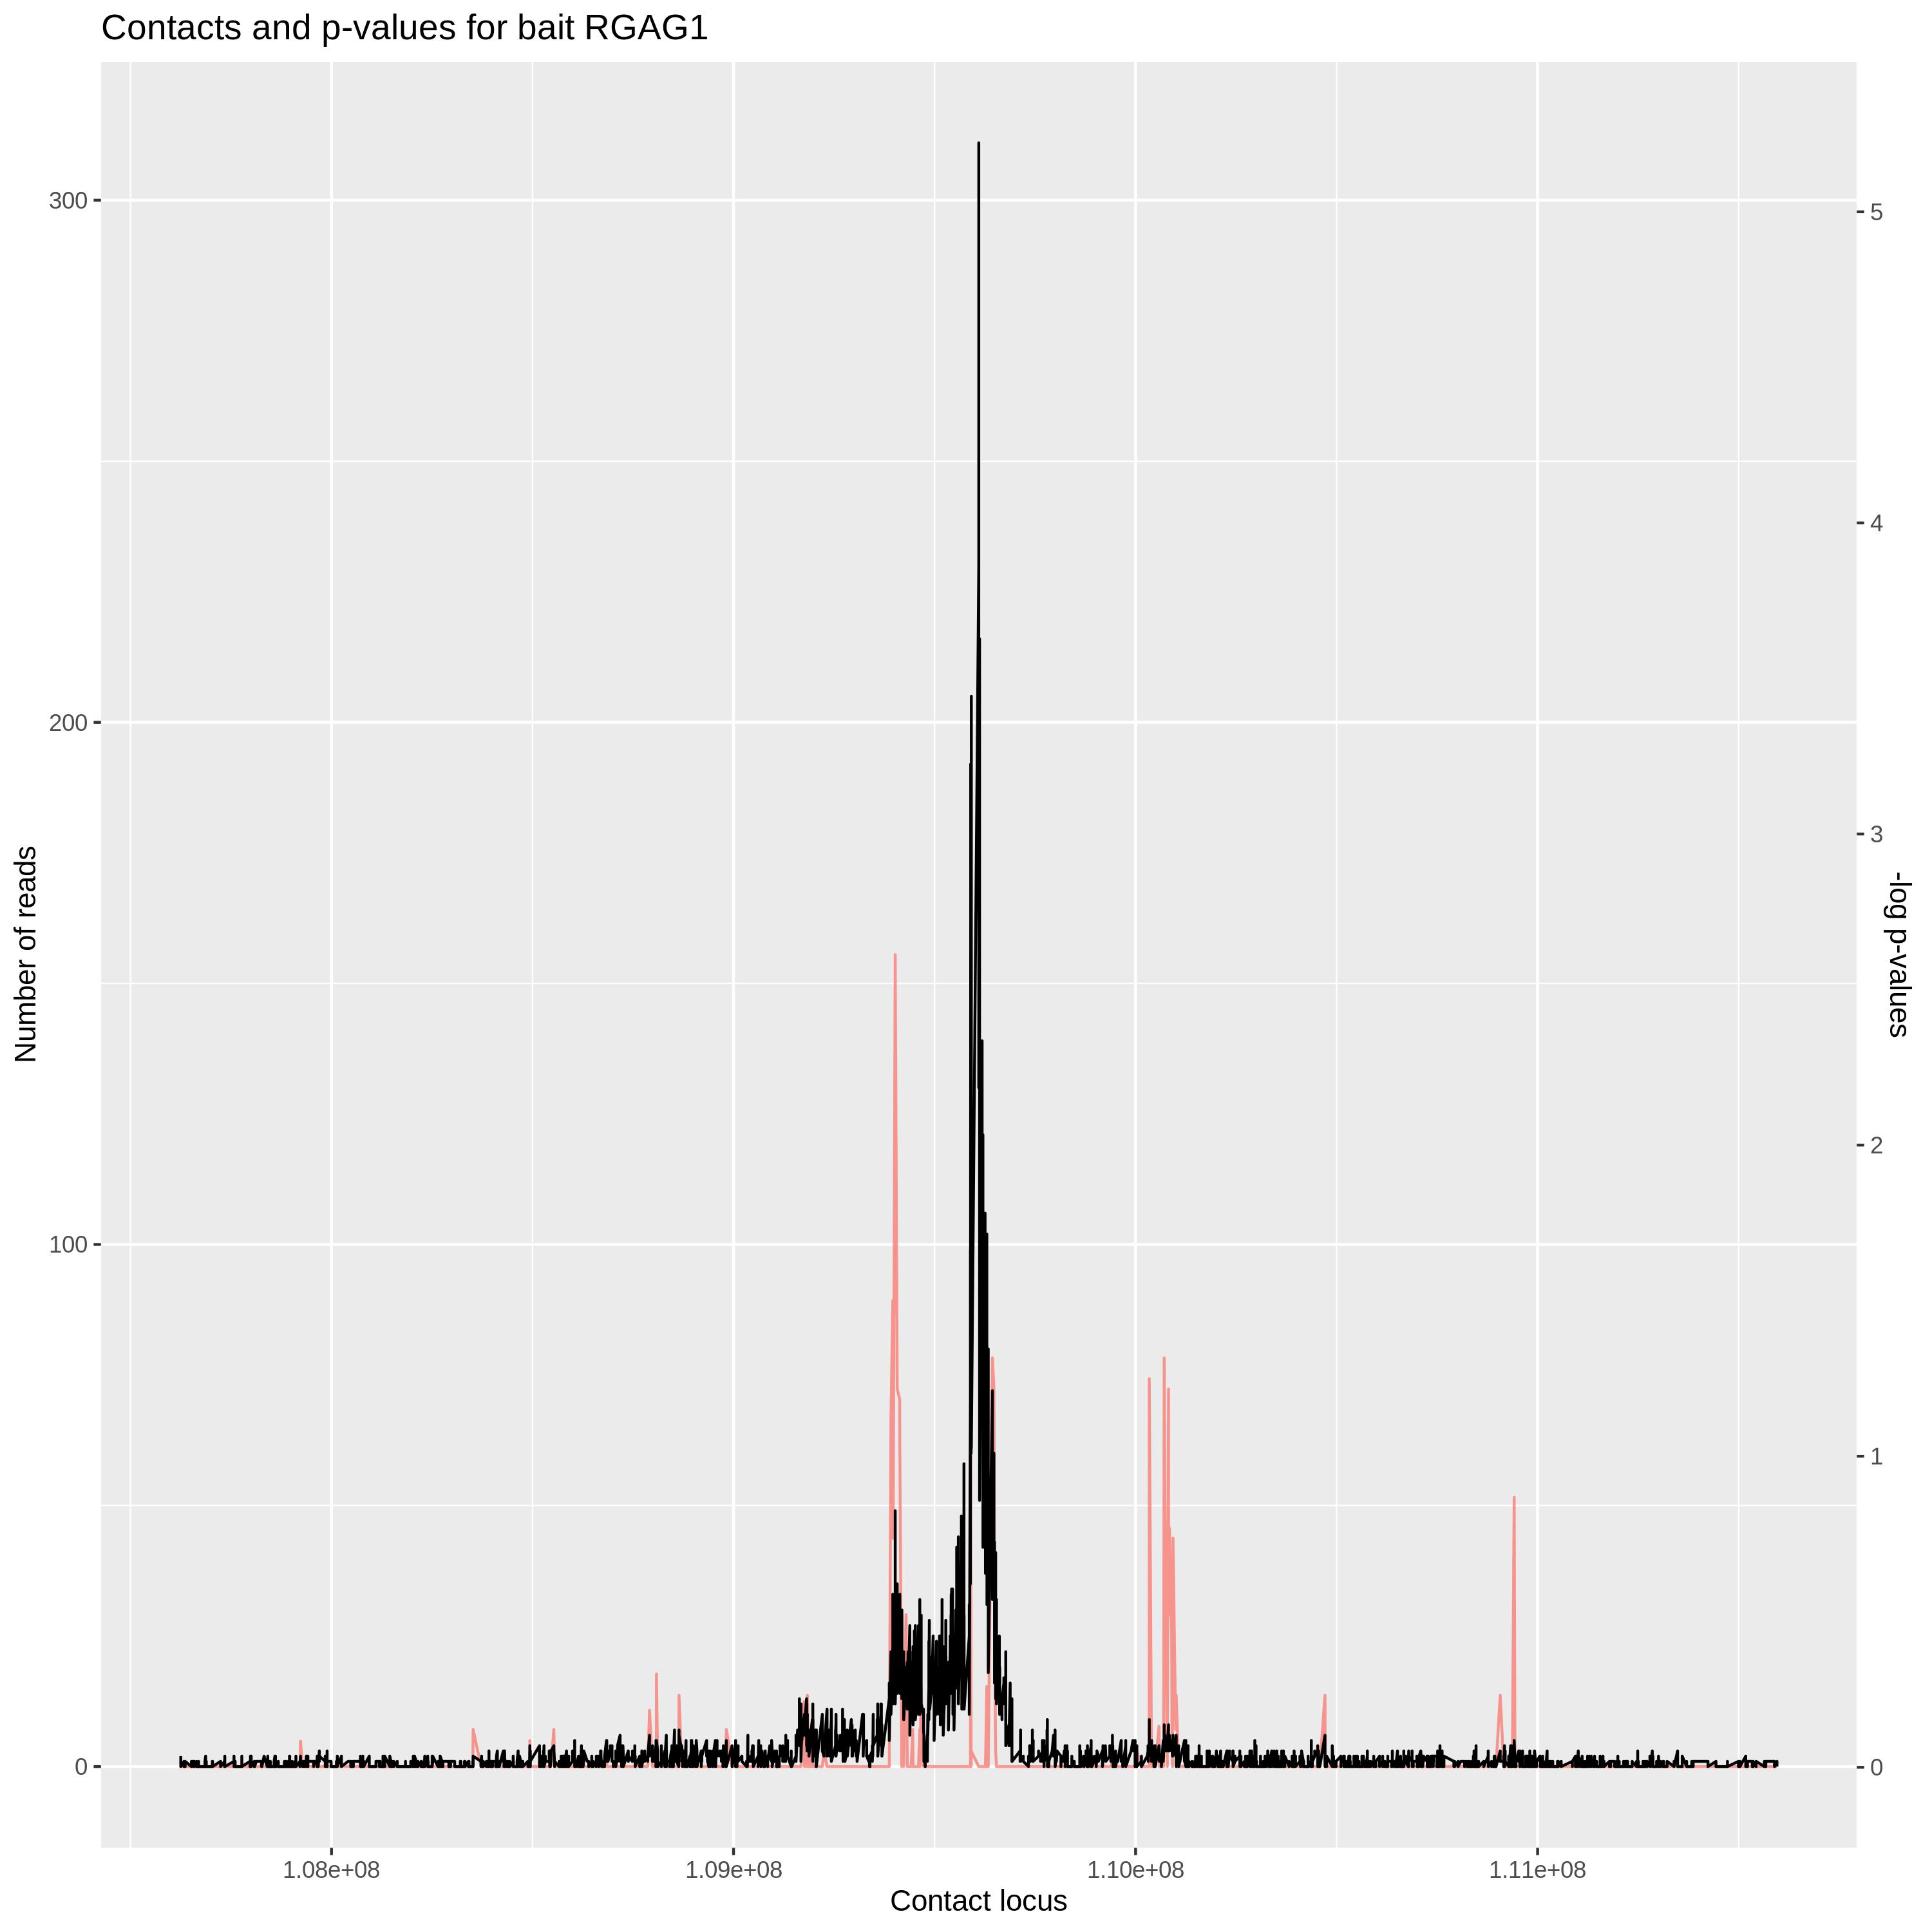 Contacts and p-values for bait RGAG1
300
200
100
0
Number of reads
5
4
3
2
1
0
-log p-values
1.08e+08
1.09e+08
1.10e+08
1.11e+08
Contact locus